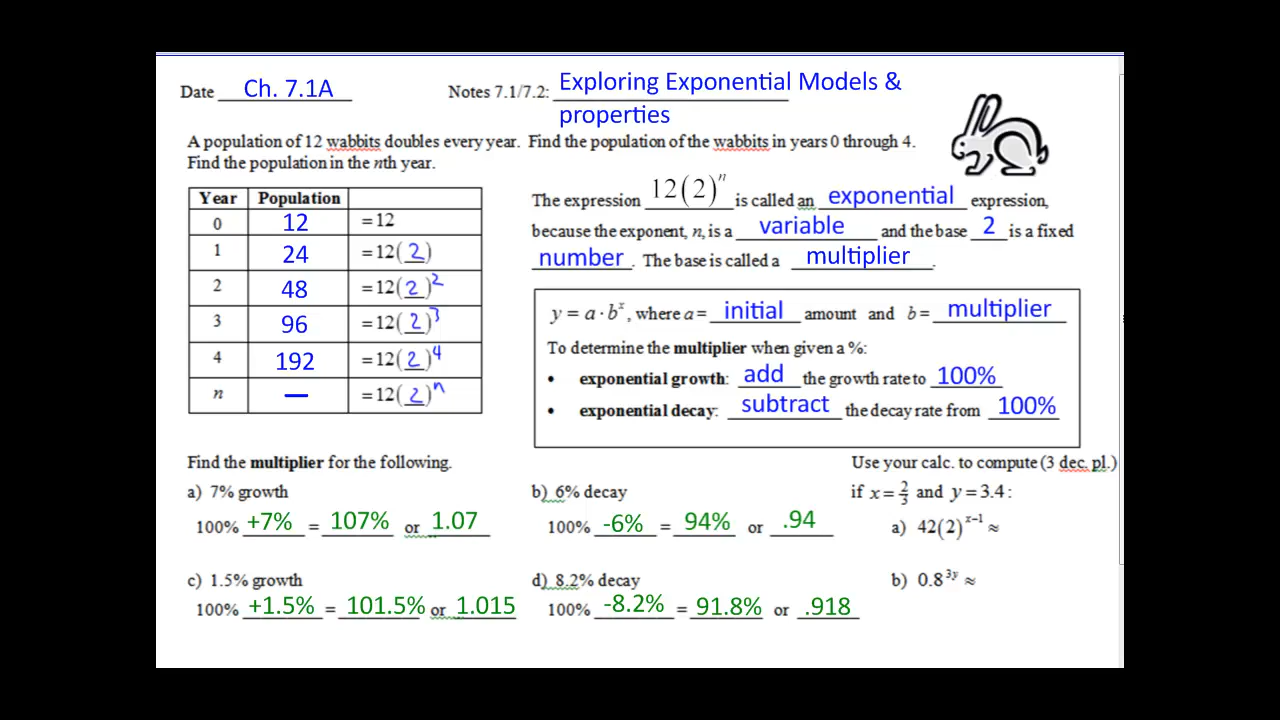 Date Ch. 7.1A Notes 7.1/7.2: Exploring Exponential Models &
properties
A population of 12 wabbits doubles every year. Find the population of the wabbits in years 0 through 4.
Find the population in the nth year.
Year Population
0 12 =12
1 24 =12(2)
2 48 =12(2)²
3 96 =12(2)³
4 192 =12(2)⁴
n — =12(2)ⁿ
The expression 12(2)ⁿ is called an exponential expression,
because the exponent, n, is a variable and the base 2 is a fixed
number. The base is called a multiplier.
y = a · bˣ, where a = initial amount and b = multiplier
To determine the multiplier when given a %:
• exponential growth: add the growth rate to 100%
• exponential decay: subtract the decay rate from 100%
Find the multiplier for the following.
a) 7% growth
100% +7% = 107% or 1.07
b) 6% decay
100% -6% = 94% or .94
c) 1.5% growth
100% +1.5% = 101.5% or 1.015
d) 8.2% decay
100% -8.2% = 91.8% or .918
Use your calc. to compute (3 dec. pl.)
if x = 2/3 and y = 3.4:
a) 42(2)ˣ⁻¹ ≈
b) 0.8³ʸ ≈